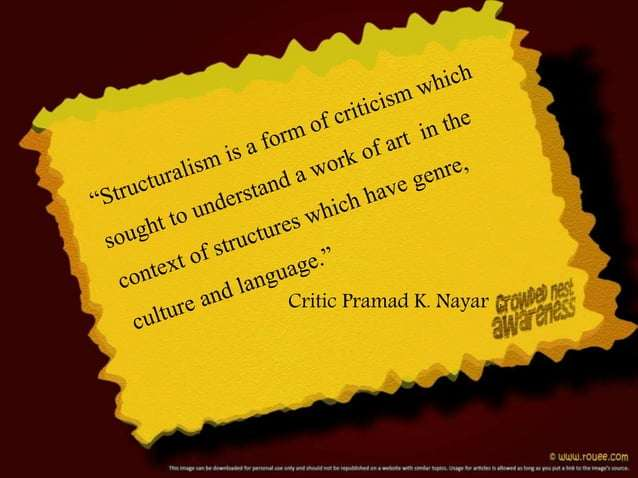 “Structuralism is a form of criticism which
sought to understand a work of art in the
context of structures which have genre,
culture and language.”
Critic Pramad K. Nayar
Crowded nest
awareness
© www.rouee.com
This image can be downloaded for personal use only and should not be republished on a website with similar topics. Usage for articles is allowed as long as you put a link to the image's source.